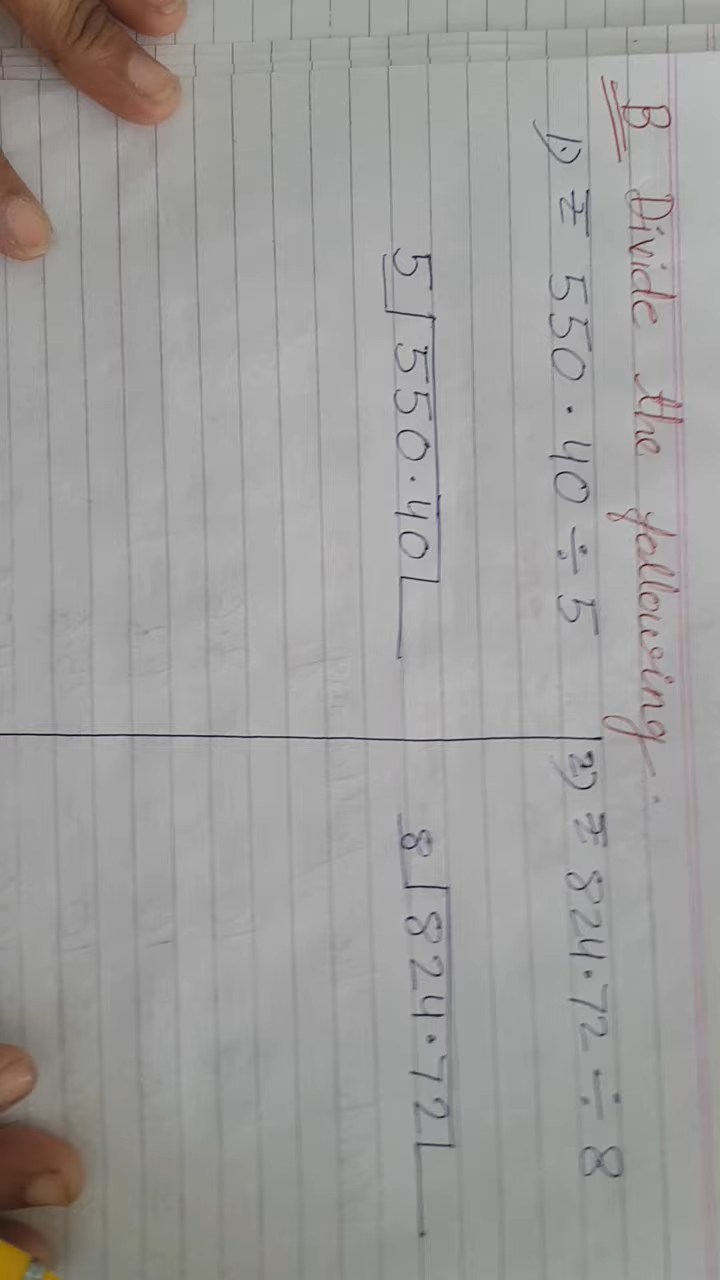 B Divide the following.
1) ₹ 550.40 ÷ 5
5 550.40
2) ₹ 824.72 ÷ 8
8 824.72